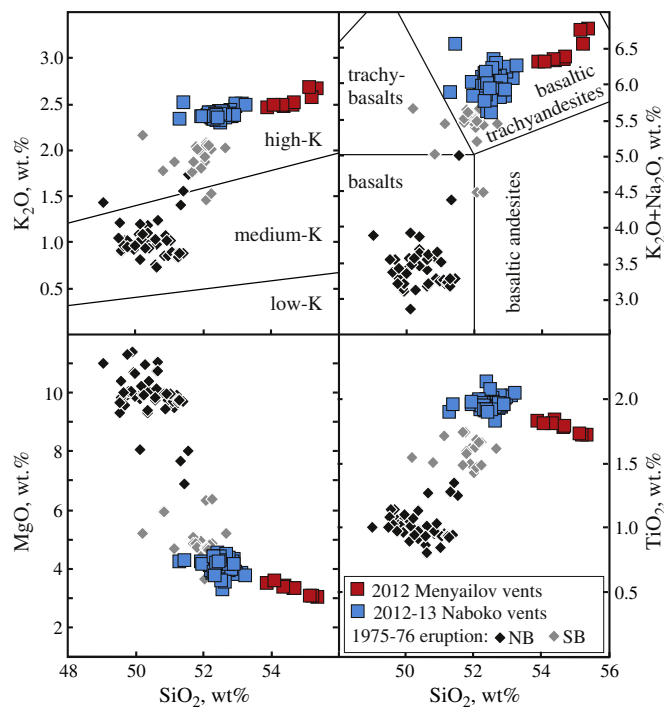 3.5
3.0
2.5
2.0
1.5
1.0
0.5
K₂O, wt.%
high-K
medium-K
low-K
trachy-
basalts
basaltic
trachyandesites
basalts
basaltic andesites
6.5
6.0
5.5
5.0
4.5
4.0
3.5
3.0
K₂O+Na₂O, wt.%
10
8
6
4
2
MgO, wt.%
48
50
52
54
56
SiO₂, wt%
2.0
1.5
1.0
0.5
TiO₂, wt.%
2012 Menyailov vents
2012-13 Naboko vents
1975-76 eruption: NB SB
50
52
54
56
SiO₂, wt.%